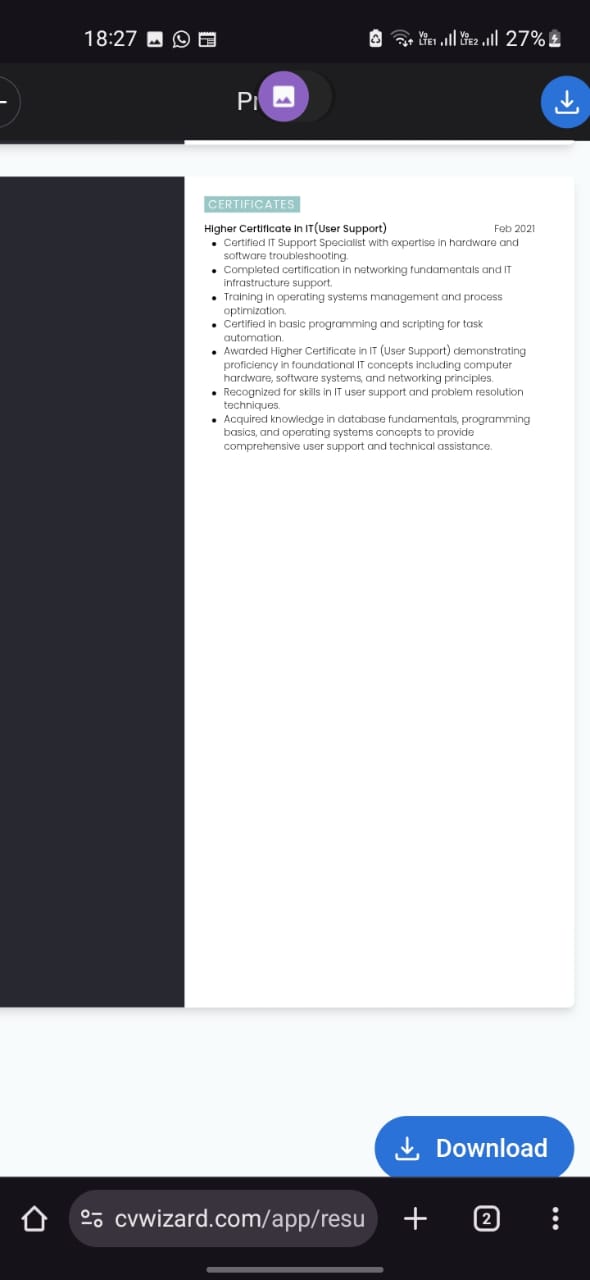 18:27
Vo LTE1 Vo LTE2 27%
CERTIFICATES
Higher Certificate in IT(User Support) Feb 2021
• Certified IT Support Specialist with expertise in hardware and
software troubleshooting.
• Completed certification in networking fundamentals and IT
infrastructure support.
• Training in operating systems management and process
optimization.
• Certified in basic programming and scripting for task
automation.
• Awarded Higher Certificate in IT (User Support) demonstrating
proficiency in foundational IT concepts including computer
hardware, software systems, and networking principles.
• Recognized for skills in IT user support and problem resolution
techniques.
• Acquired knowledge in database fundamentals, programming
basics, and operating systems concepts to provide
comprehensive user support and technical assistance.
Download
cvwizard.com/app/resu
2